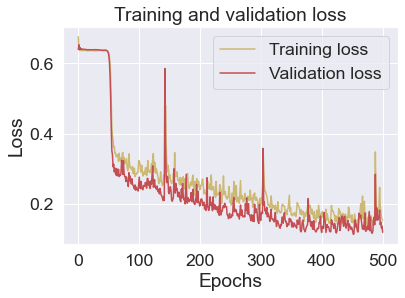 Training and validation loss
Training loss
Validation loss
Loss
0.6
0.4
0.2
0 100 200 300 400 500
Epochs